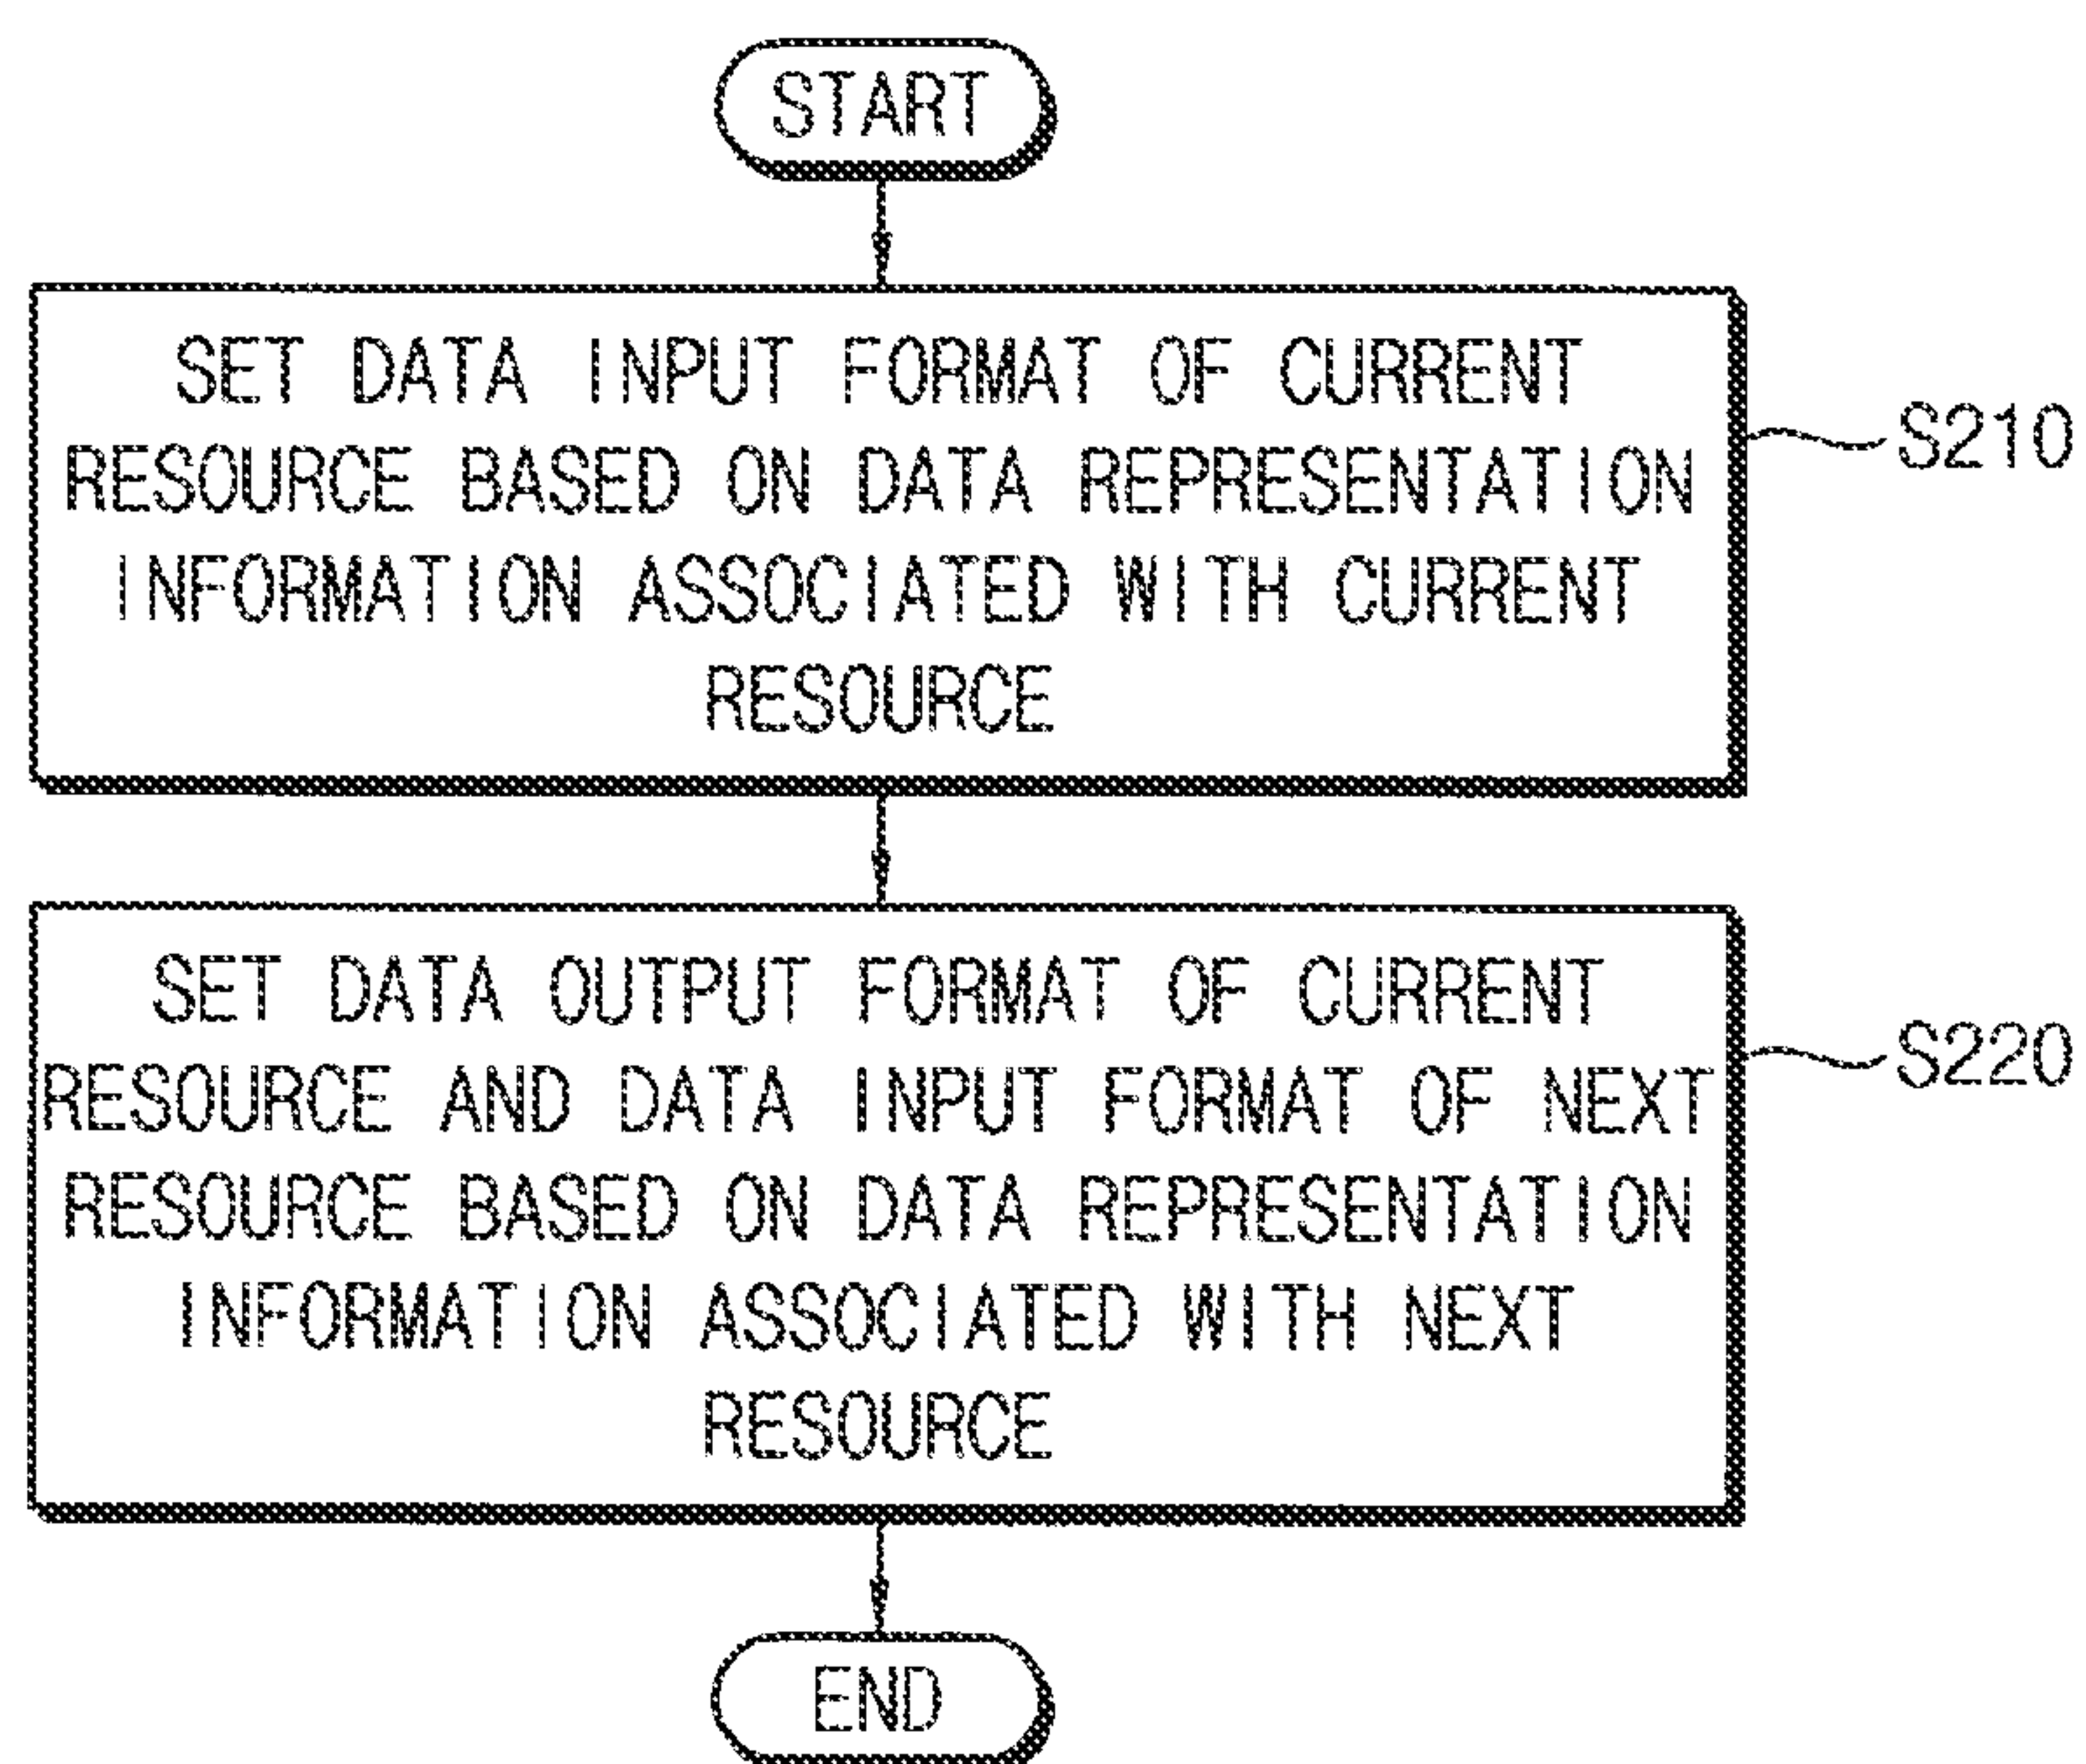 START
SET DATA INPUT FORMAT OF CURRENT
RESOURCE BASED ON DATA REPRESENTATION
INFORMATION ASSOCIATED WITH CURRENT
RESOURCE
S210
SET DATA OUTPUT FORMAT OF CURRENT
RESOURCE AND DATA INPUT FORMAT OF NEXT
RESOURCE BASED ON DATA REPRESENTATION
INFORMATION ASSOCIATED WITH NEXT
RESOURCE
S220
END